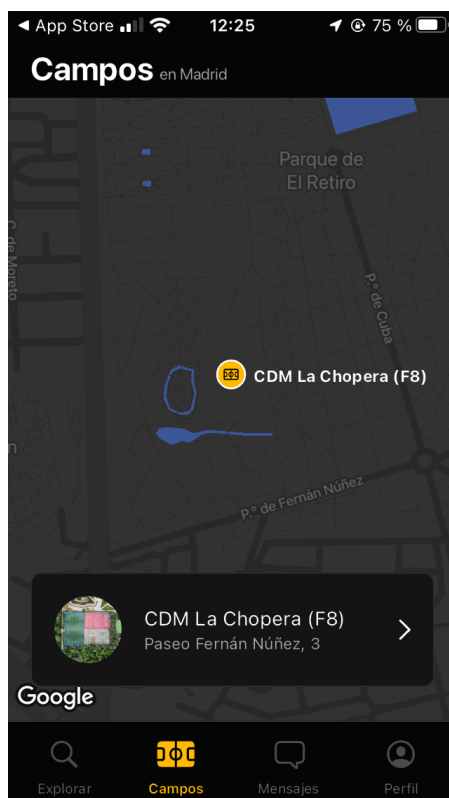 App Store
12:25
75 %
Campos en Madrid
Parque de
El Retiro
C. de Moreto
P.º de Cuba
CDM La Chopera (F8)
P.º de Fernán Núñez
CDM La Chopera (F8)
Paseo Fernán Núñez, 3
Google
Explorar
Campos
Mensajes
Perfil